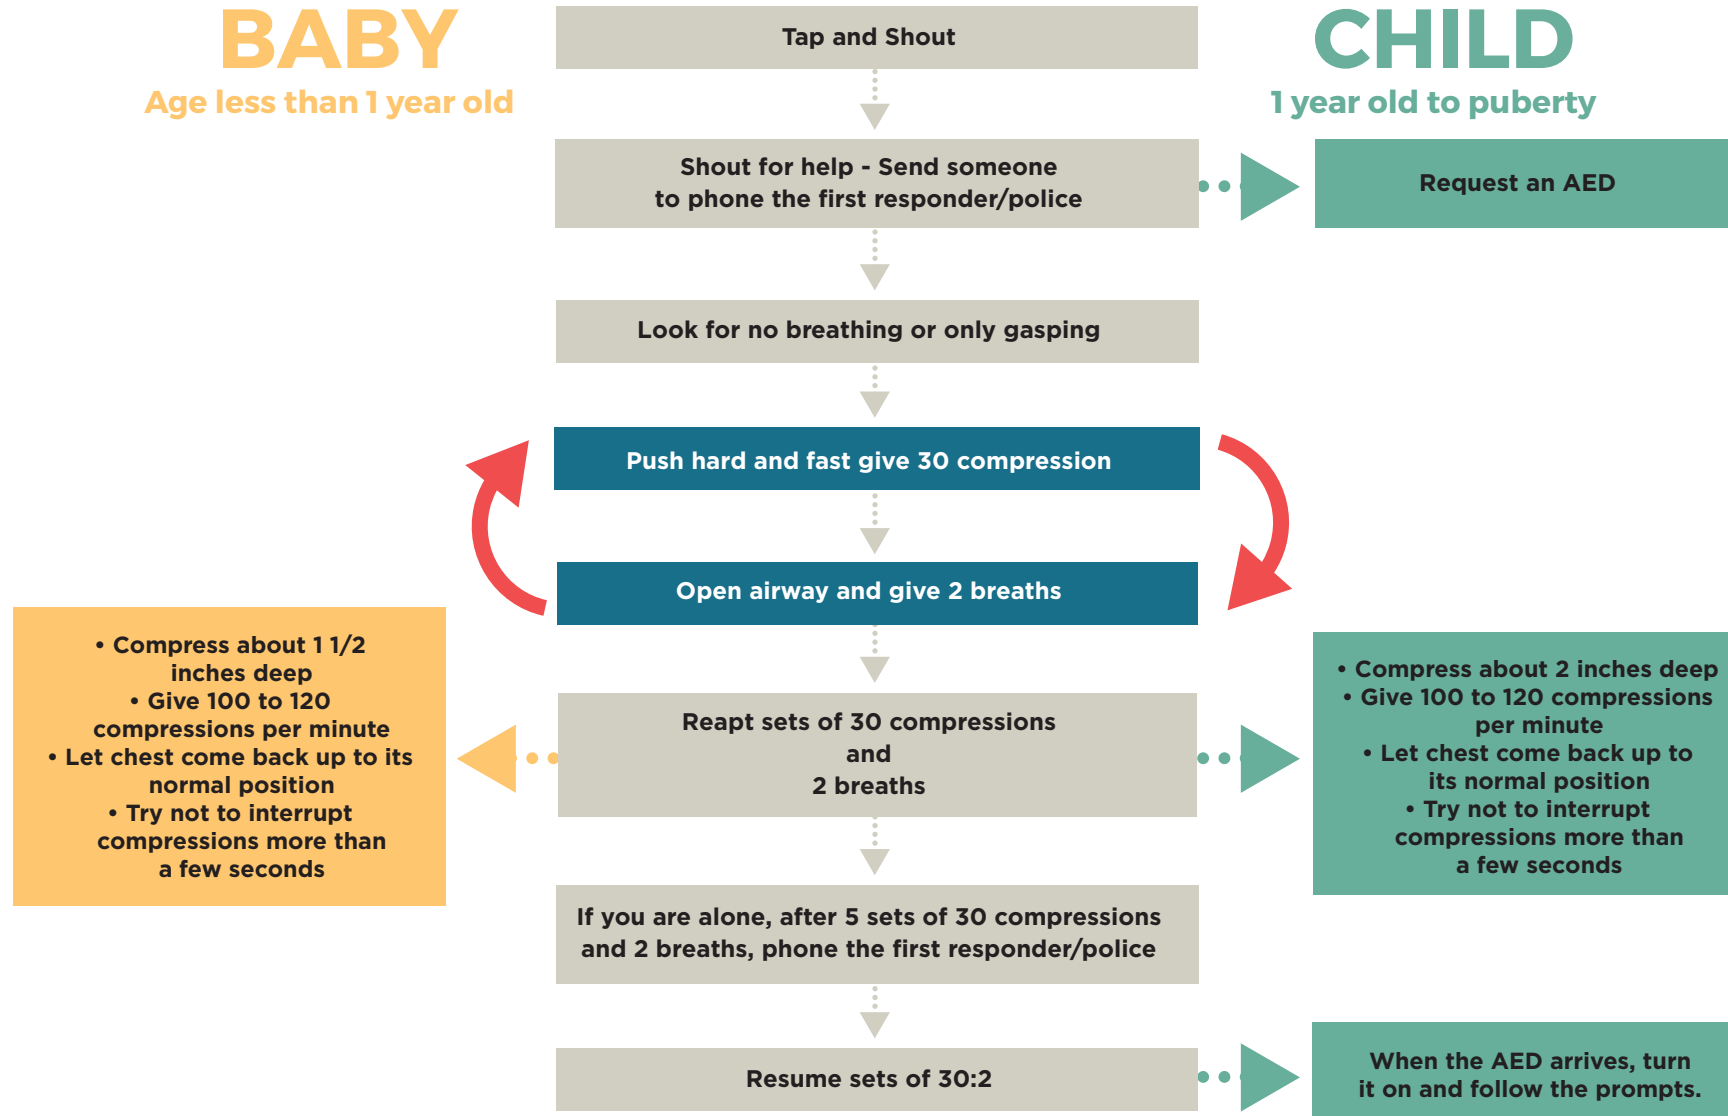 BABY
Age less than 1 year old
Tap and Shout
CHILD
1 year old to puberty
Shout for help - Send someone
to phone the first responder/police
Request an AED
Look for no breathing or only gasping
Push hard and fast give 30 compression
Open airway and give 2 breaths
• Compress about 1 1/2
inches deep
• Give 100 to 120
compressions per minute
• Let chest come back up to its
normal position
• Try not to interrupt
compressions more than
a few seconds
Reapt sets of 30 compressions
and
2 breaths
• Compress about 2 inches deep
• Give 100 to 120 compressions
per minute
• Let chest come back up to
its normal position
• Try not to interrupt
compressions more than
a few seconds
If you are alone, after 5 sets of 30 compressions
and 2 breaths, phone the first responder/police
Resume sets of 30:2
When the AED arrives, turn
it on and follow the prompts.